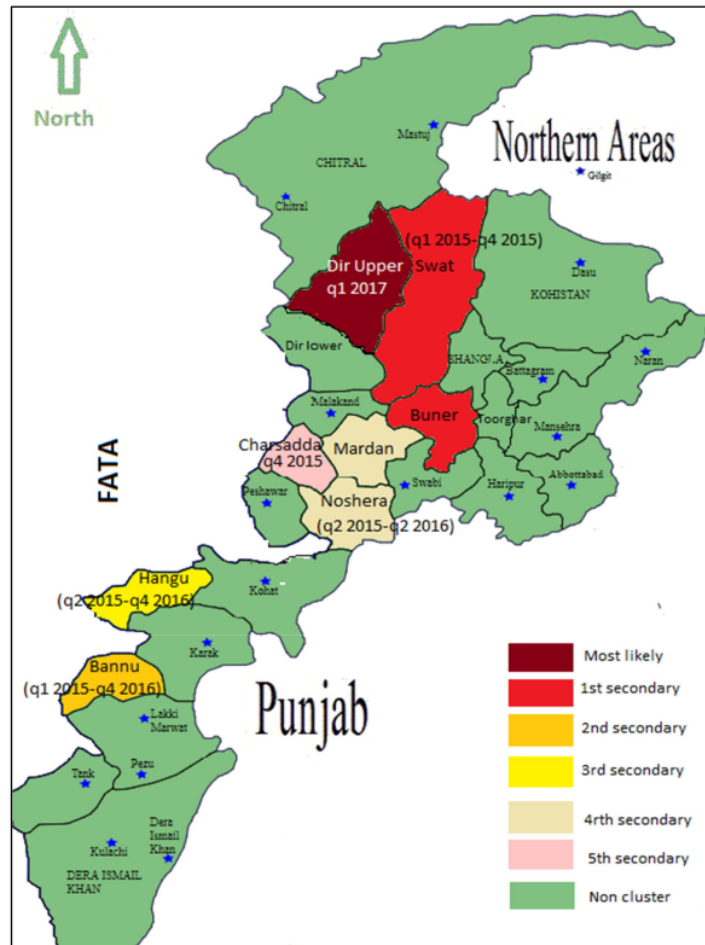 North
Northern Areas
Gilgit
Mastuj
CHITRAL
Chitral
(q1 2015-q4 2015)
Swat
Dir Upper
q1 2017
Dasu
KOHISTAN
Dir lower
SHANGLA
Battagram
Naran
Malakand
Buner
Toorghar
Mansehra
Charsadda
q4 2015
Mardan
FATA
Peshawar
Noshera
(q2 2015-q2 2016)
Swabi
Haripur
Abbottabad
Hangu
(q2 2015-q4 2016)
Kohat
Karak
Bannu
(q1 2015-q4 2016)
Lakki
Marwat
Punjab
Tank
Pezu
Dera
Ismail
Khan
Kulachi
DERA ISMAIL
KHAN
Most likely
1st secondary
2nd secondary
3rd secondary
4rth secondary
5th secondary
Non cluster